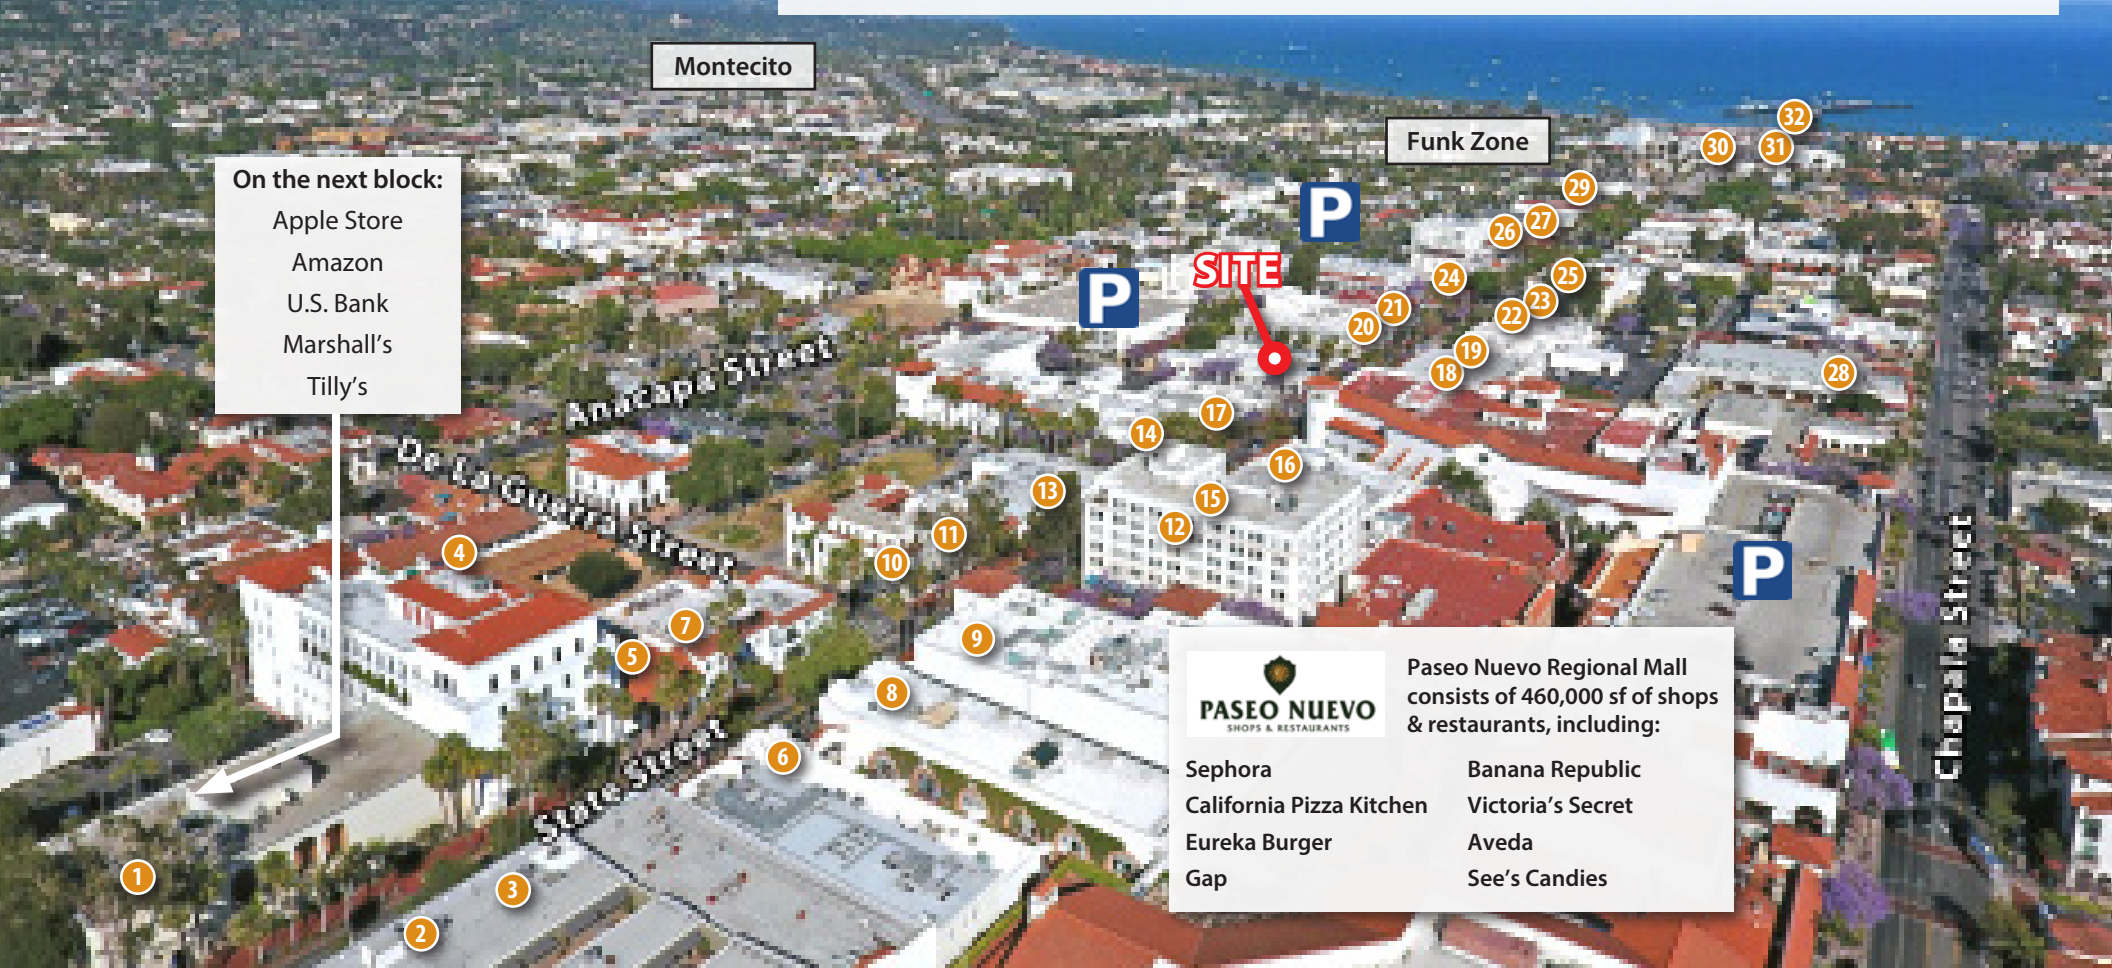 Montecito
Funk Zone
32
30
31
On the next block:
Apple Store
Amazon
U.S. Bank
Marshall's
Tilly's
P
29
27
26
SITE
P
24
25
21
23
22
20
19
18
28
Anacapa Street
17
14
De La Guerra Street
16
13
15
12
11
10
4
P
Chapala Street
7
5
9
8
6
State Street
1
3
2
PASEO NUEVO
SHOPS & RESTAURANTS
Paseo Nuevo Regional Mall
consists of 460,000 sf of shops
& restaurants, including:
Sephora
California Pizza Kitchen
Eureka Burger
Gap
Banana Republic
Victoria's Secret
Aveda
See's Candies